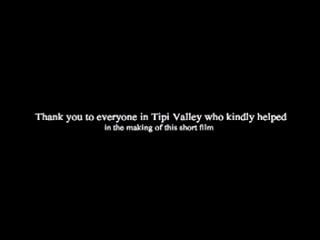 Thank you to everyone in Tipi Valley who kindly helped
in the making of this short film